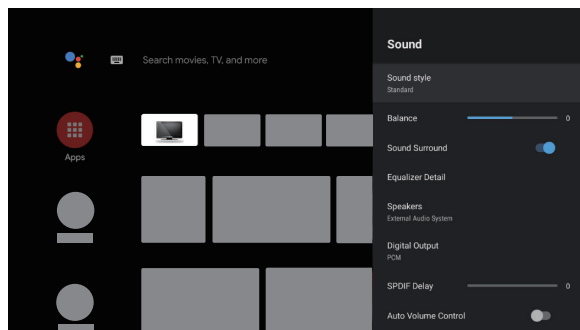 Search movies, TV, and more
Apps
Sound
Sound style
Standard
Balance 0
Sound Surround
Equalizer Detail
Speakers
External Audio System
Digital Output
PCM
SPDIF Delay 0
Auto Volume Control